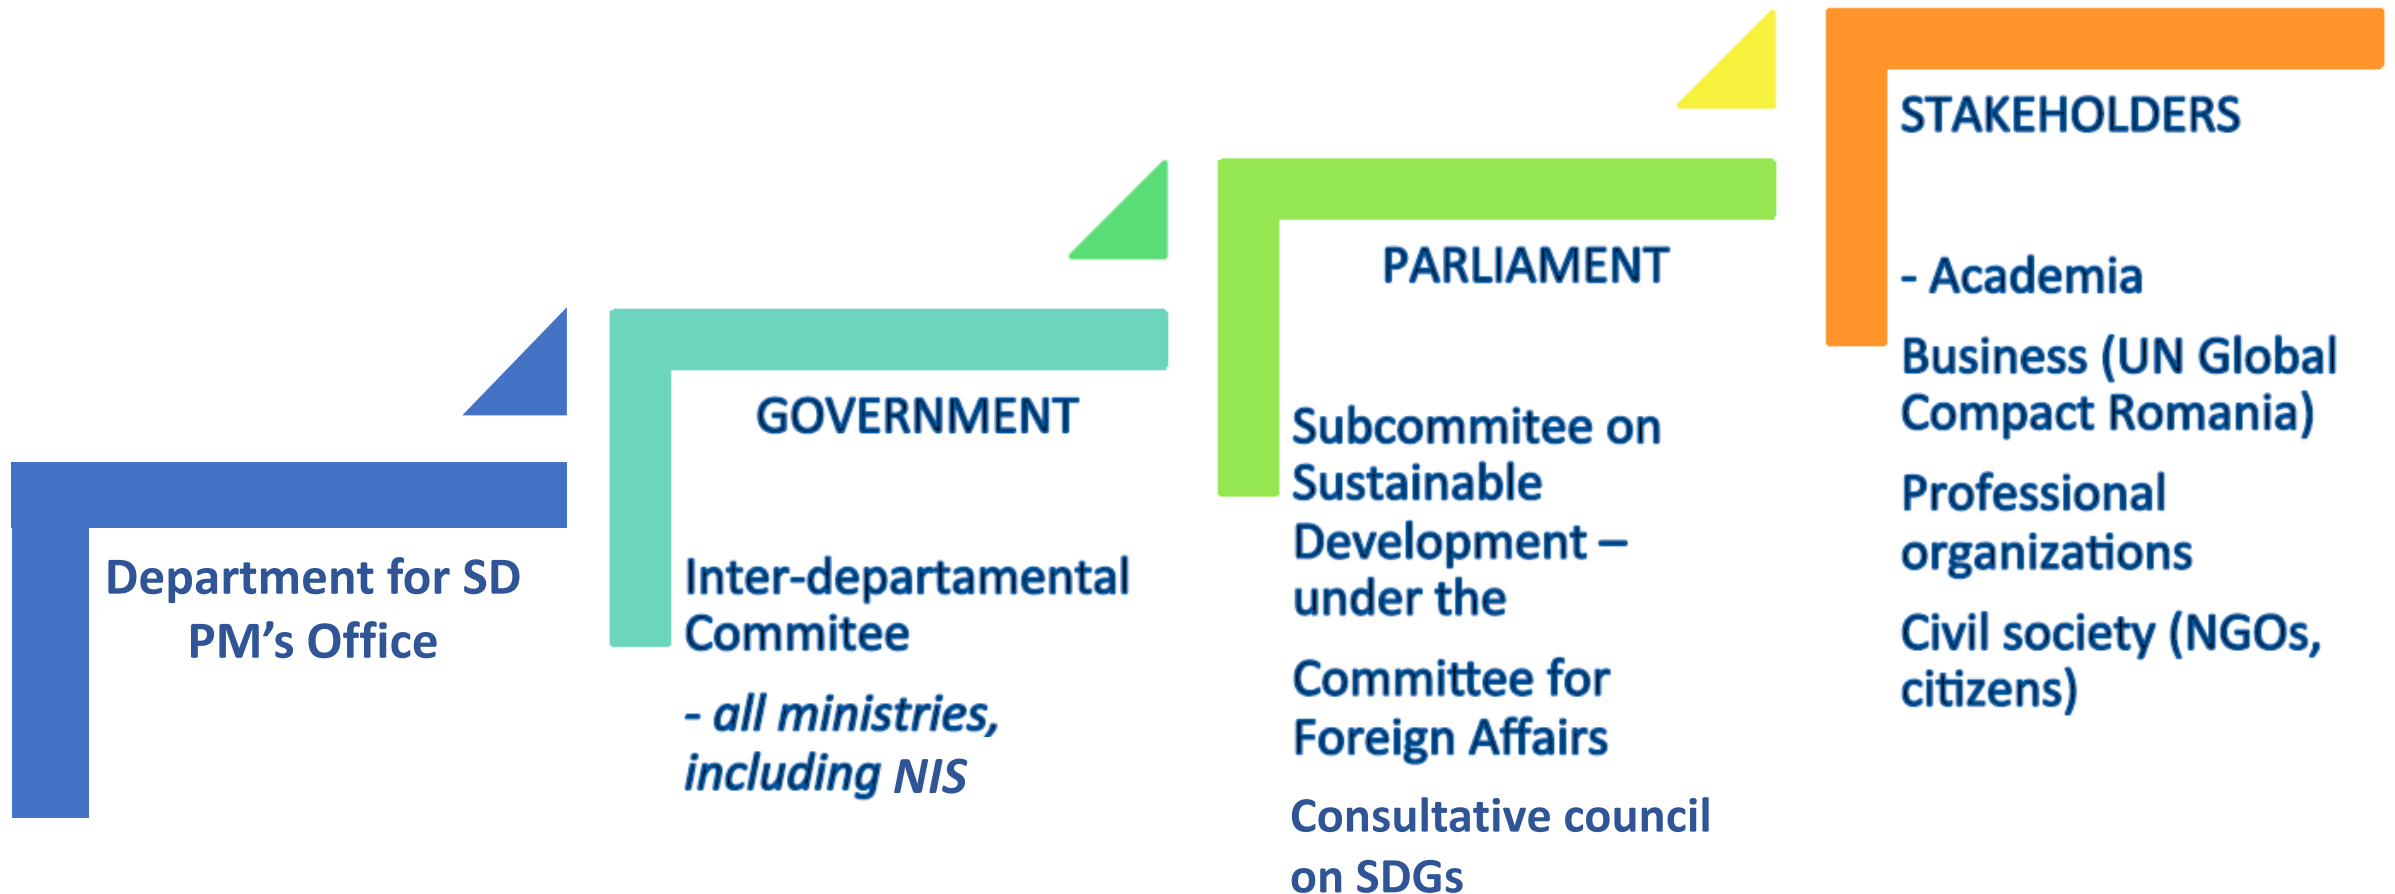 Department for SD
PM’s Office
GOVERNMENT
Inter-departamental
Commitee
- all ministries,
including NIS
PARLIAMENT
Subcommitee on
Sustainable
Development –
under the
Committee for
Foreign Affairs
Consultative council
on SDGs
STAKEHOLDERS
- Academia
Business (UN Global
Compact Romania)
Professional
organizations
Civil society (NGOs,
citizens)